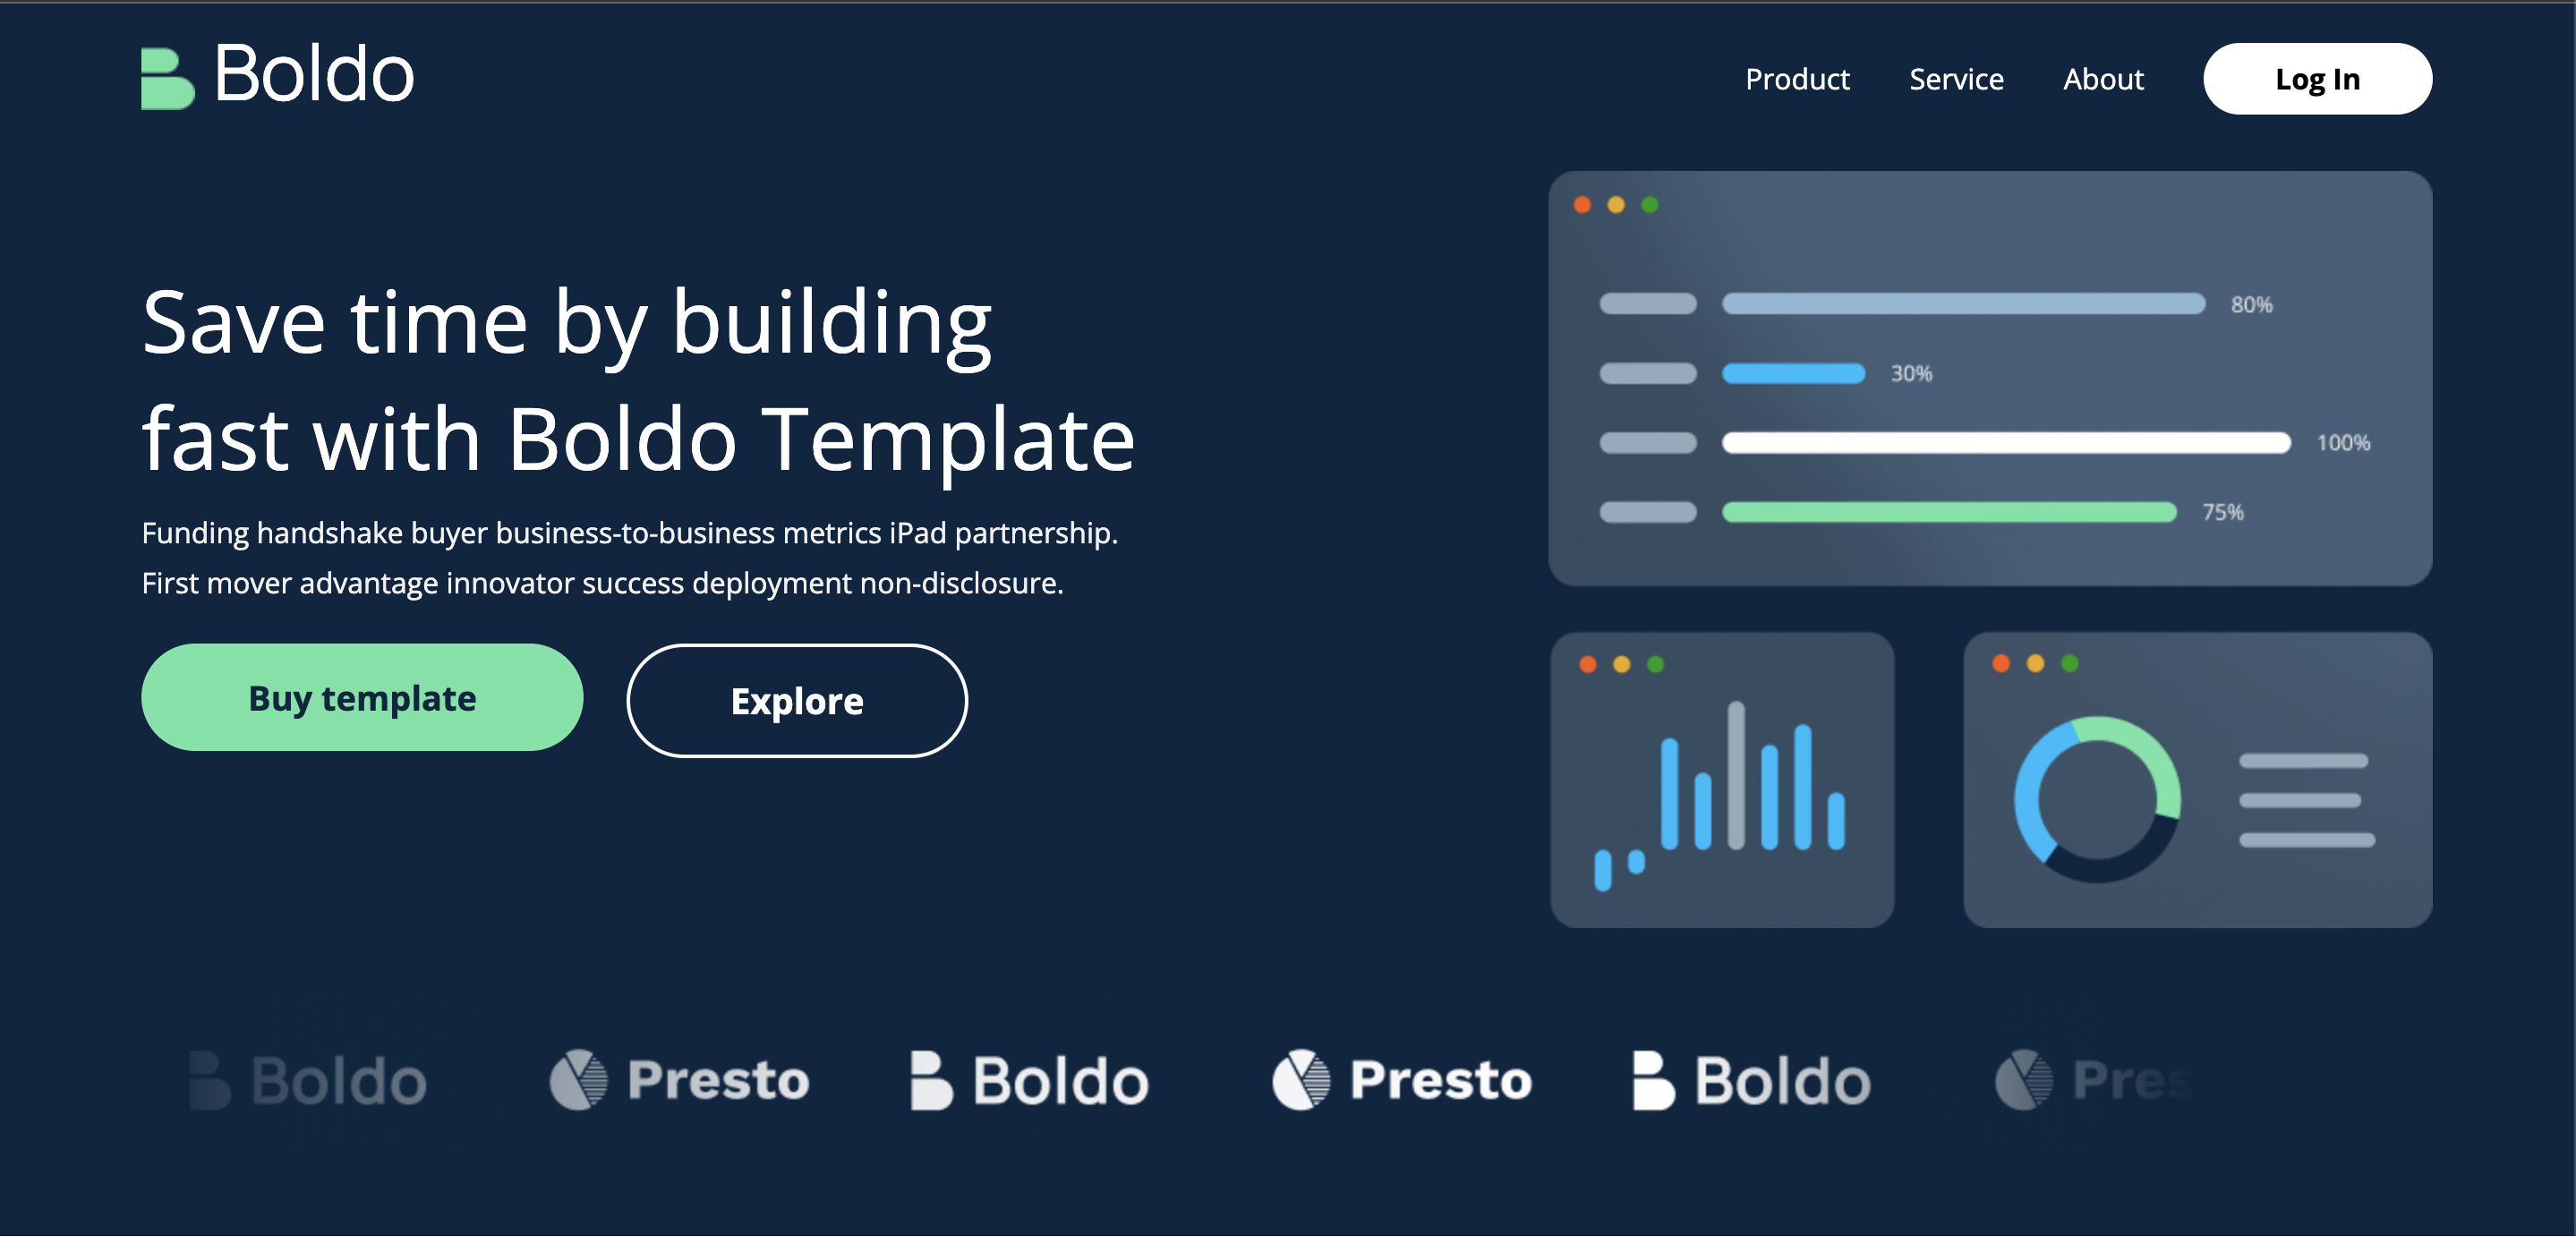 Boldo
Product Service About Log In
Save time by building
fast with Boldo Template
Funding handshake buyer business-to-business metrics iPad partnership.
First mover advantage innovator success deployment non-disclosure.
Buy template Explore
80%
30%
100%
75%
Boldo Presto Boldo Presto Boldo Pres